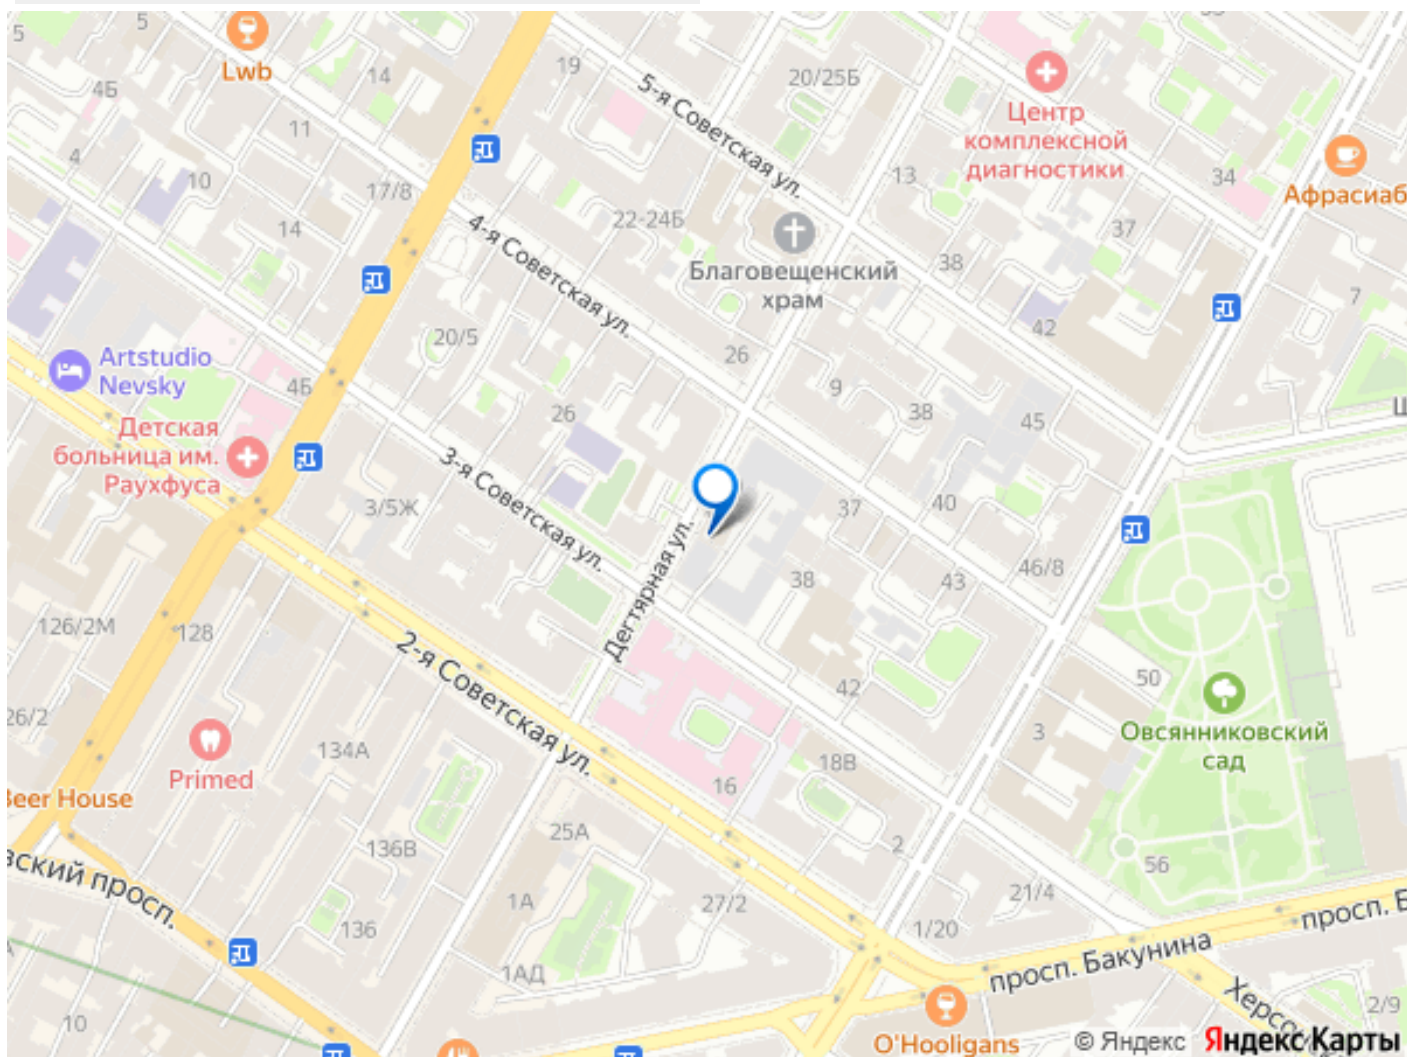 5
5
Lwb
14
19
20/25Б
4Б
11
5-я Советская ул.
Центр
комплексной
диагностики
4
10
17/8
13
34
Афрасиаб
14
22-24Б
4-я Советская ул.
37
Благовещенский
храм
38
7
20/5
26
42
Artstudio
Nevsky
4Б
9
38
45
26
Детская
больница им.
Раухфуса
3-я Советская ул.
3/5Ж
37
40
Дегтярная ул.
38
43
46/8
126/2М
128
2-я Советская ул.
42
50
26/2
3
Овсянниковский
сад
134А
Primed
18В
16
Beer House
25А
136В
2
56
1А
27/2
21/4
136
1/20
вский просп.
просп. Б
просп. Бакунина
1АД
10
2/9
O'Hooligans
© Яндекс Яндекс Карты